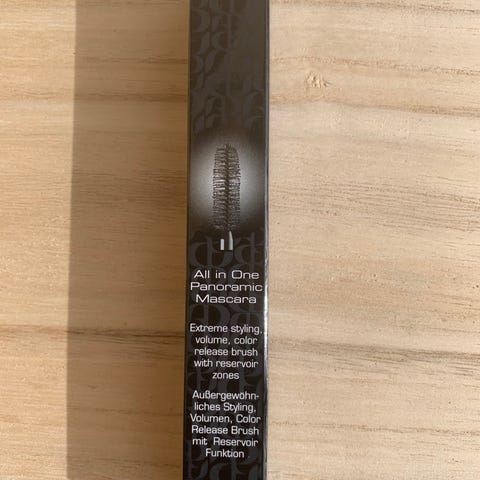 All in One
Panoramic
Mascara
Extreme styling,
volume, color
release brush
with reservoir
zones
Außergewöhn-
liches Styling,
Volumen, Color
Release Brush
mit Reservoir
Funktion